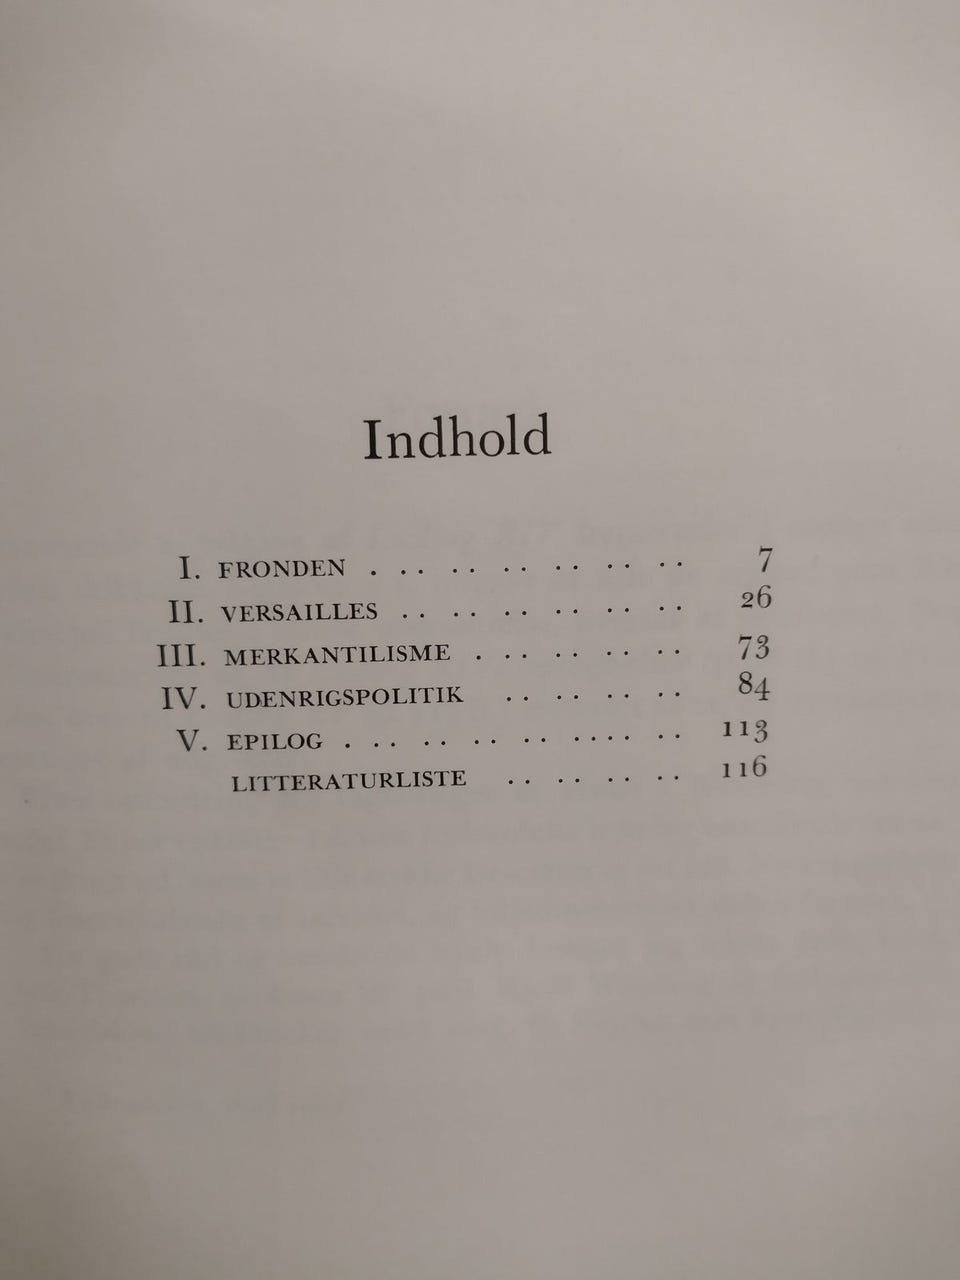 Indhold
I. FRONDEN . . . . . . . . . . . . 7
II. VERSAILLES . . . . . . . . . . . . 26
III. MERKANTILISME . . . . . . . . . 73
IV. UDENRIGSPOLITIK . . . . . . . . 84
V. EPILOG . . . . . . . . . . . . . . . 113
LITTERATURLISTE . . . . . . . . 116